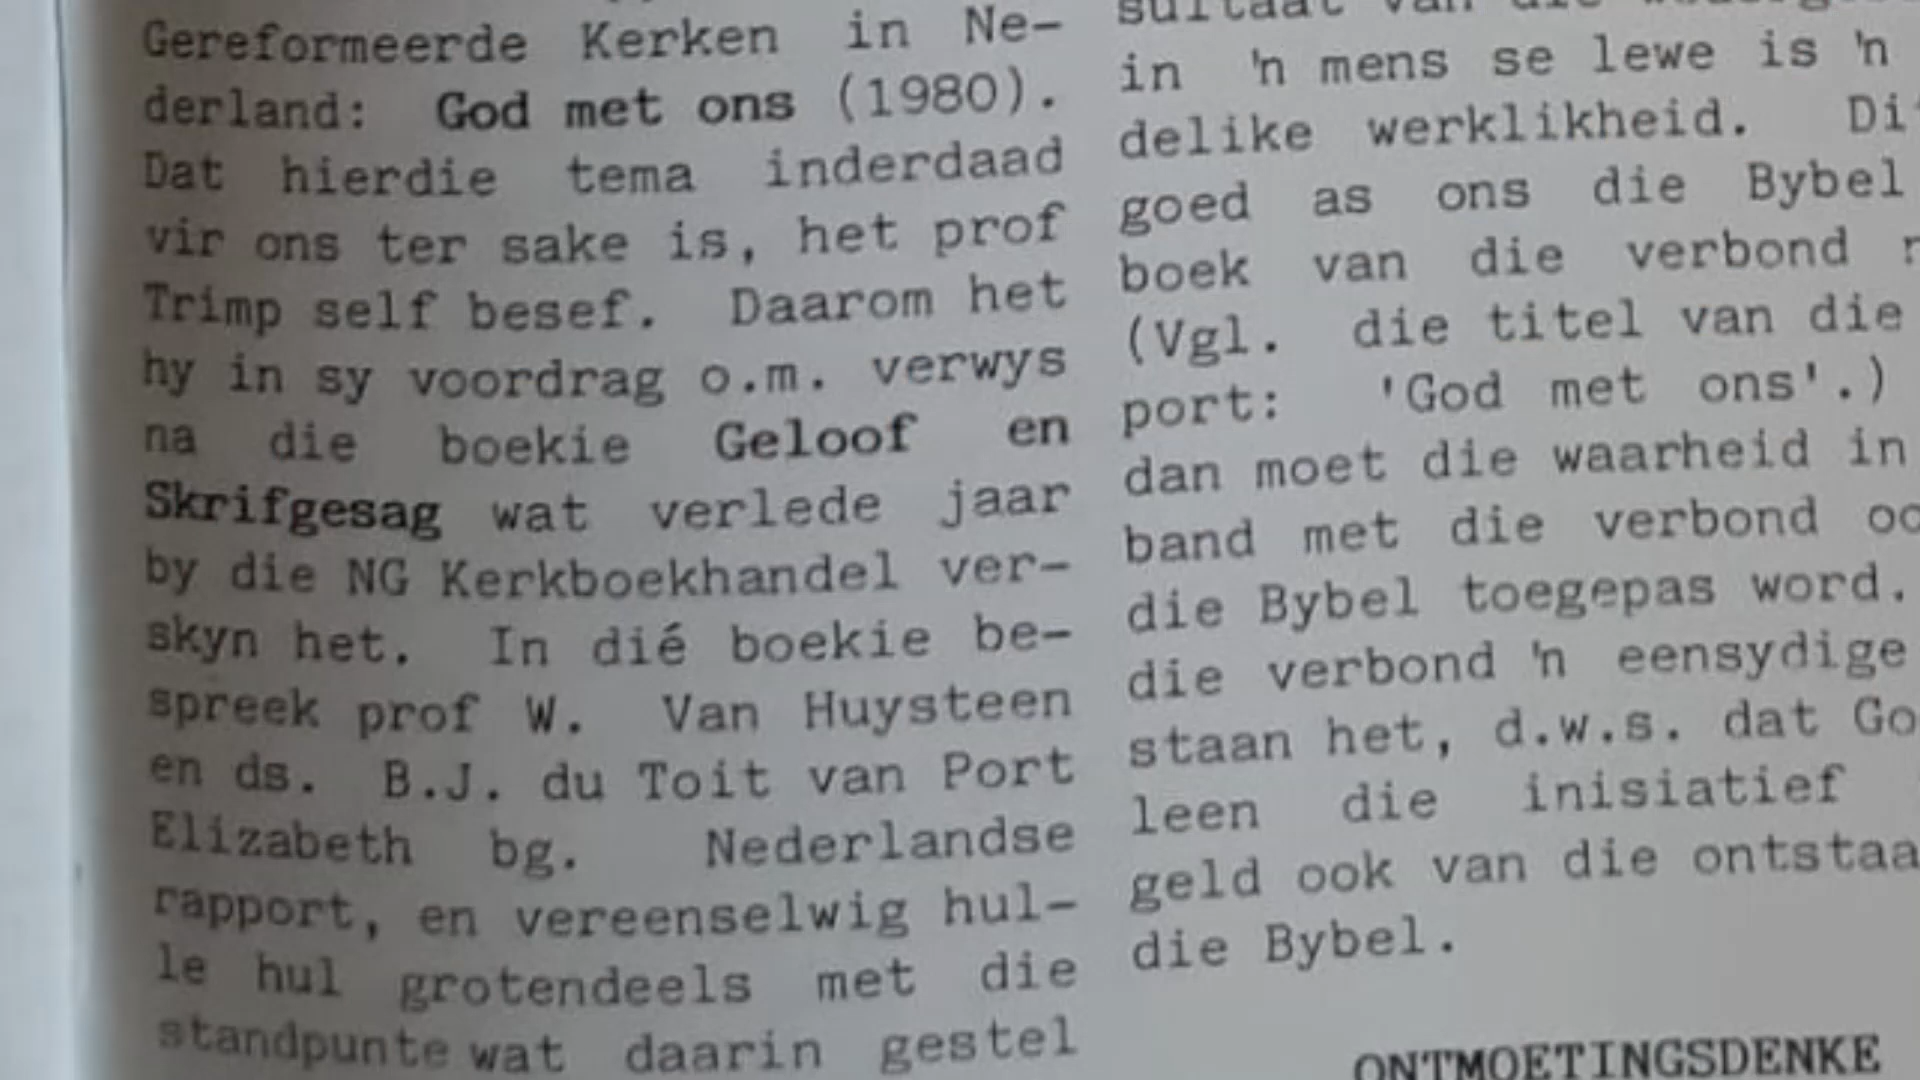 Gereformeerde Kerken in Ne-
derland: God met ons (1980).
Dat hierdie tema inderdaad
vir ons ter sake is, het prof
Trimp self besef. Daarom het
hy in sy voordrag o.m. verwys
na die boekie Geloof en
Skrifgesag wat verlede jaar
by die NG Kerkboekhandel ver-
skyn het. In dié boekie be-
spreek prof W. Van Huysteen
en ds. B.J. du Toit van Port
Elizabeth bg. Nederlandse
rapport, en vereenselwig hul-
le hul grotendeels met die
standpunte wat daarin gestel
in 'n mens se lewe is 'n
delike werklikheid.
goed as ons die Bybel
boek van die verbond
(Vgl. die titel van die
port: 'God met ons'.)
dan moet die waarheid in
band met die verbond
die Bybel toegepas word.
die verbond 'n eensydige
staan het, d.w.s. dat
leen die inisiatief
geld ook van die ontstaa
die Bybel.
ONTMOETINGSDENKE